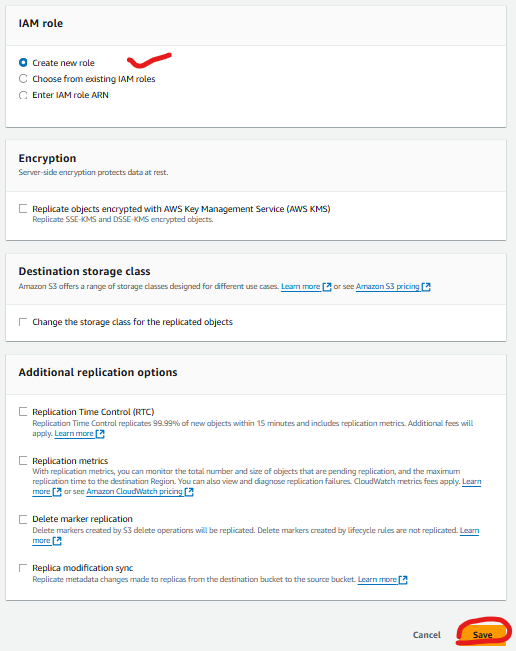 IAM role
Create new role
Choose from existing IAM roles
Enter IAM role ARN
Encryption
Server-side encryption protects data at rest.
Replicate objects encrypted with AWS Key Management Service (AWS KMS)
Replicate SSE-KMS and DSSE-KMS encrypted objects.
Destination storage class
Amazon S3 offers a range of storage classes designed for different use cases. Learn more or see Amazon S3 pricing
Change the storage class for the replicated objects
Additional replication options
Replication Time Control (RTC)
Replication Time Control replicates 99.99% of new objects within 15 minutes and includes replication metrics. Additional fees will
apply. Learn more
Replication metrics
With replication metrics, you can monitor the total number and size of objects that are pending replication, and the maximum
replication time to the destination Region. You can also view and diagnose replication failures. CloudWatch metrics fees apply. Learn
more or see Amazon CloudWatch pricing
Delete marker replication
Delete markers created by S3 delete operations will be replicated. Delete markers created by lifecycle rules are not replicated. Learn
more
Replica modification sync
Replicate metadata changes made to replicas from the destination bucket to the source bucket. Learn more
Cancel Save